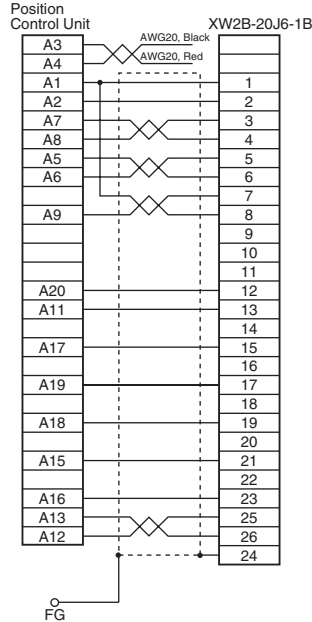 Position
Control Unit
XW2B-20J6-1B
A3
AWG20, Black
A4
AWG20, Red
A1 1
A2 2
A7 3
A8 4
A5 5
A6 6
7
A9 8
9
10
11
A20 12
A11 13
14
A17 15
16
A19 17
18
A18 19
20
A15 21
22
A16 23
A13 25
A12 26
24
FG